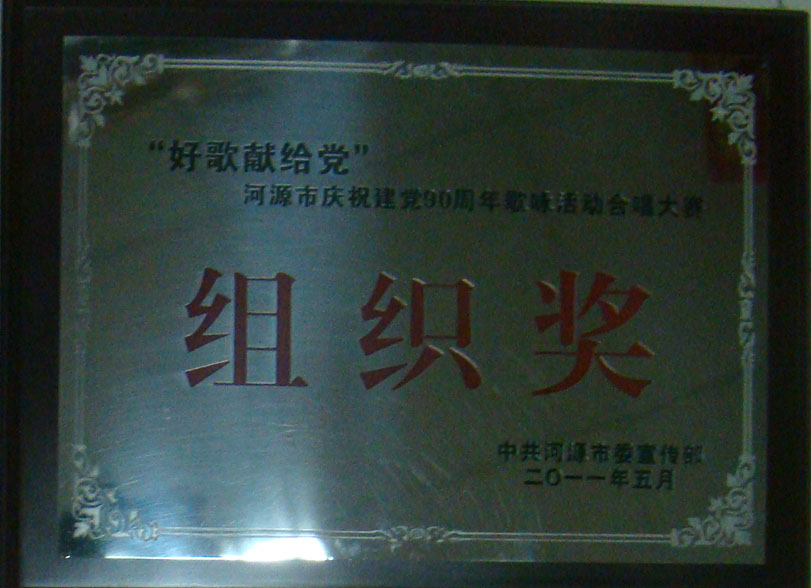 “好歌献给党”
河源市庆祝建党90周年歌咏活动合唱大赛
组织奖
中共河源市委宣传部
二〇一一年五月